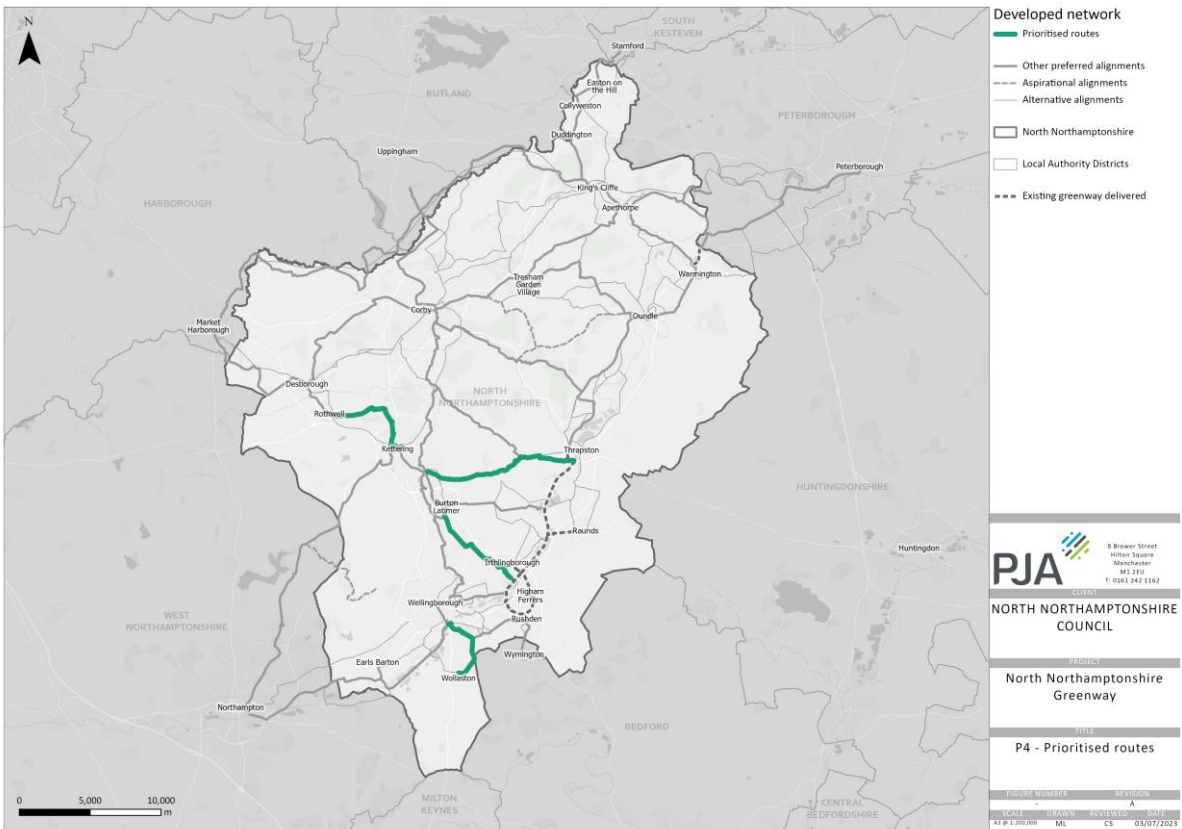 N
SOUTH
KESTEVEN
Stamford
Easton on
the Hill
RUTLAND
Collyweston
PETERBOROUGH
Duddington
Uppingham
Peterborough
King's Cliffe
HARBOROUGH
Apethorpe
Warmington
Tresham
Garden
Village
Corby
Oundle
Market
Harborough
Desborough
NORTH
NORTHAMPTONSHIRE
Rothwell
Kettering
Thrapston
HUNTINGDONSHIRE
Burton
Latimer
Raunds
Huntingdon
Irthlingborough
Higham
Ferrers
Wellingborough
WEST
NORTHAMPTONSHIRE
Rushden
Wymington
Earls Barton
Wollaston
Northampton
BEDFORD
MILTON
KEYNES
CENTRAL
BEDFORDSHIRE
0 5,000 10,000
m
Developed network
Prioritised routes
Other preferred alignments
Aspirational alignments
Alternative alignments
North Northamptonshire
Local Authority Districts
Existing greenway delivered
PJA
8 Brewer Street
Hilton Square
Manchester
M1 2EU
T: 0161 242 1162
CLIENT
NORTH NORTHAMPTONSHIRE
COUNCIL
PROJECT
North Northamptonshire
Greenway
TITLE
P4 - Prioritised routes
FIGURE NUMBER REVISION
- A
SCALE DRAWN REVIEWED DATE
A3 @ 1:200,000 ML CS 03/07/2023